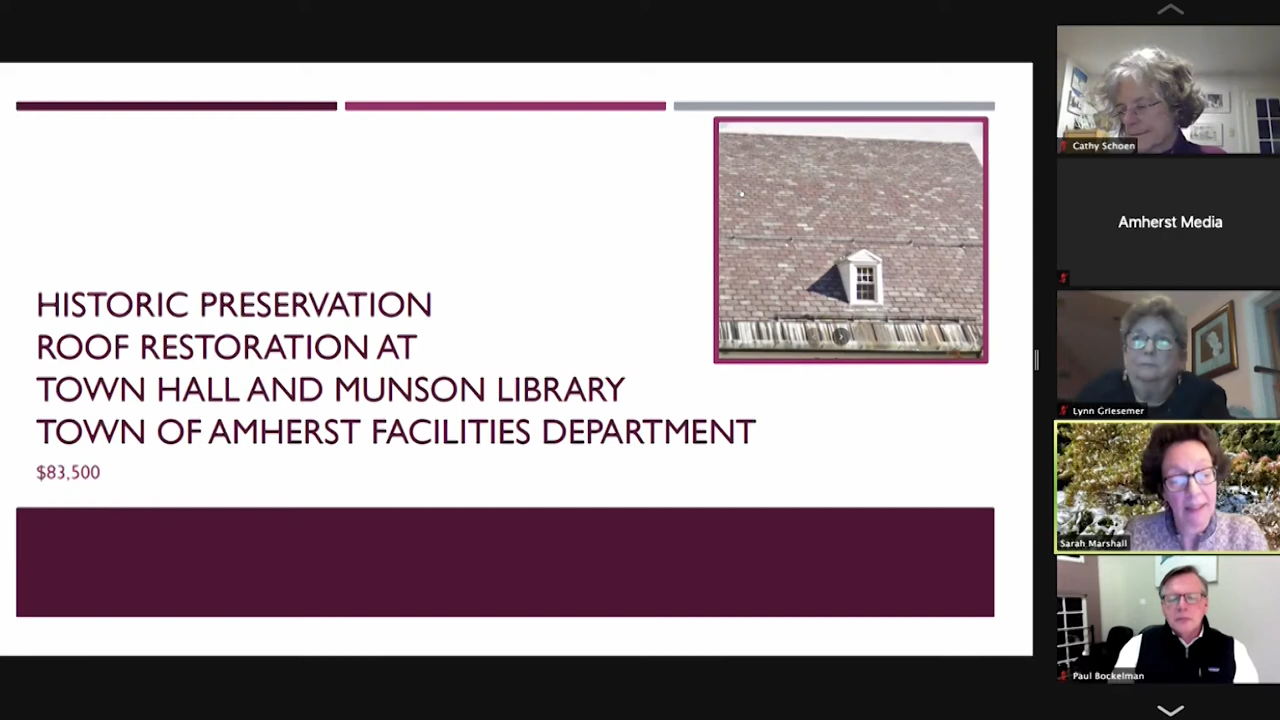 HISTORIC PRESERVATION
ROOF RESTORATION AT
TOWN HALL AND MUNSON LIBRARY
TOWN OF AMHERST FACILITIES DEPARTMENT
$83,500
Cathy Schoen
Amherst Media
Lynn Griesemer
Sarah Marshall
Paul Bockelman